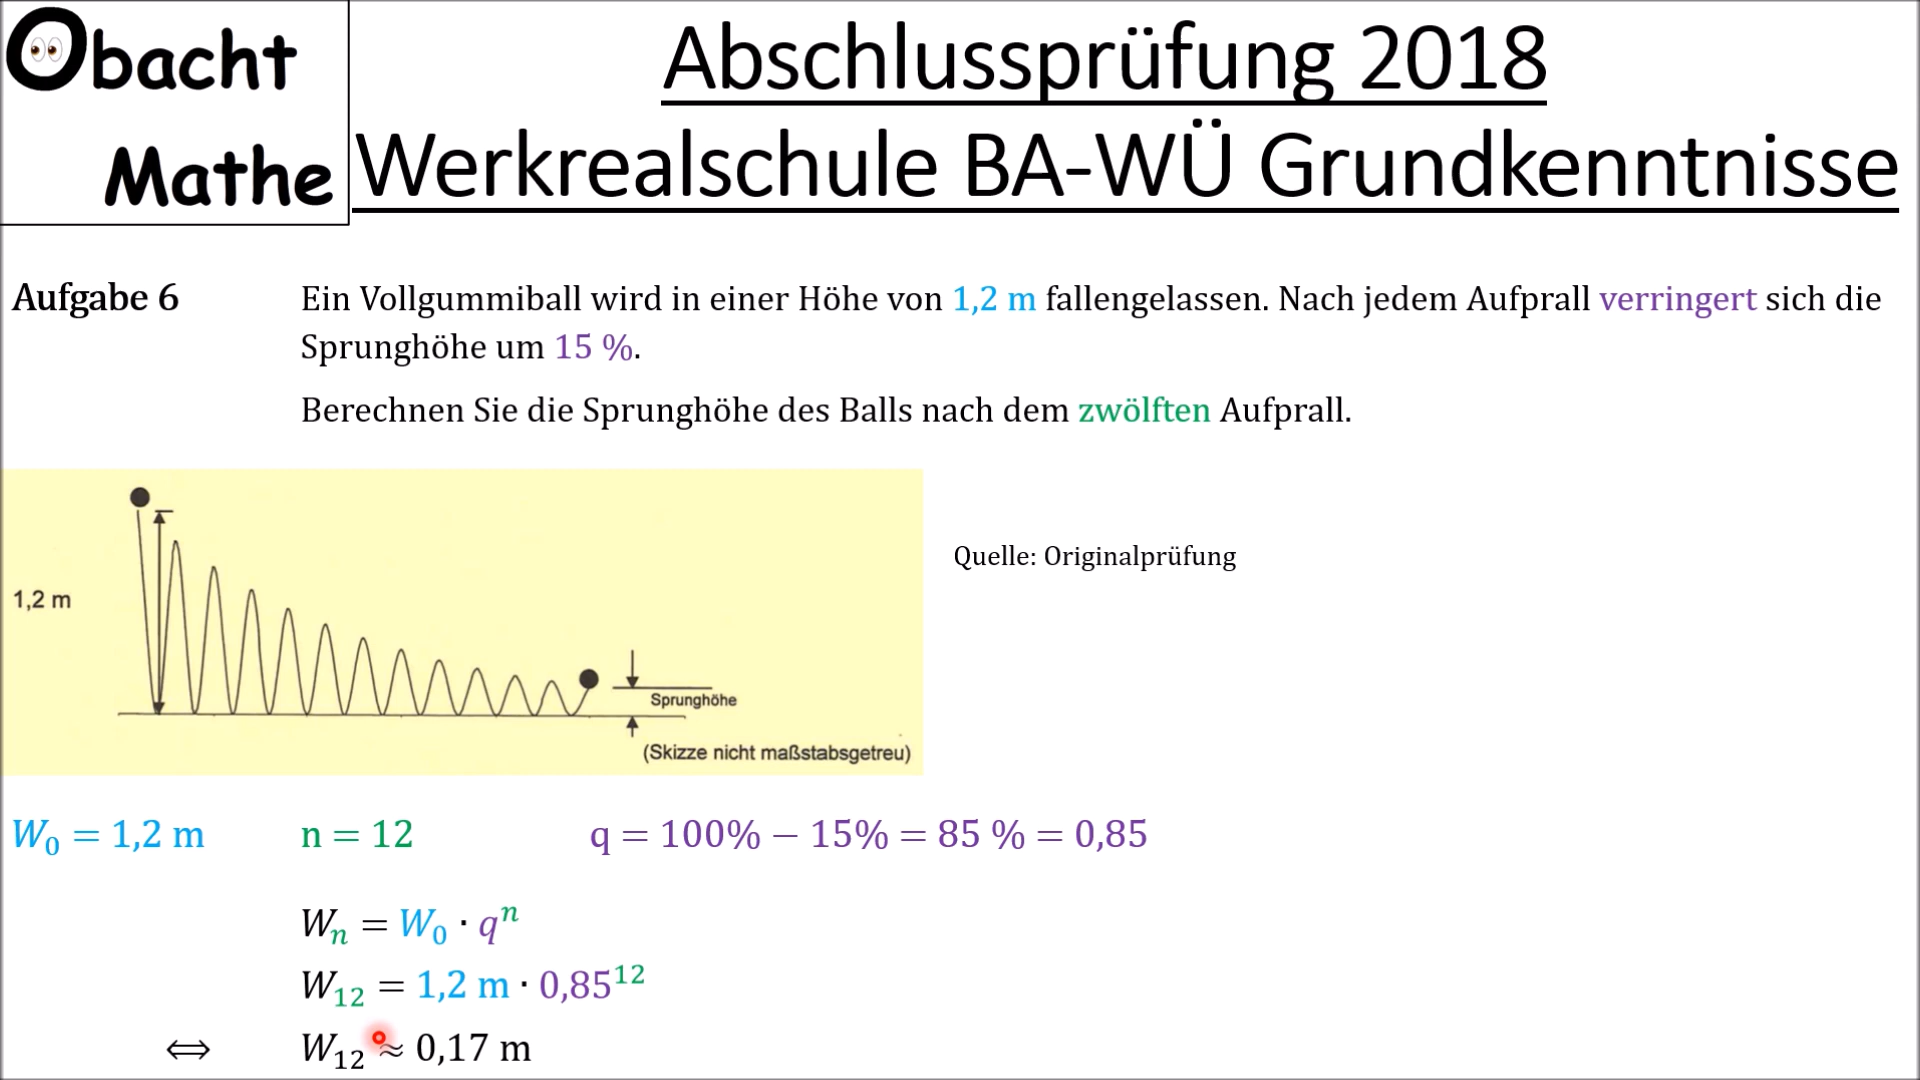 Obacht
Mathe
Abschlussprüfung 2018
Werkrealschule BA-WÜ Grundkenntnisse
Aufgabe 6
Ein Vollgummiball wird in einer Höhe von 1,2 m fallengelassen. Nach jedem Aufprall verringert sich die
Sprunghöhe um 15 %.
Berechnen Sie die Sprunghöhe des Balls nach dem zwölften Aufprall.
1,2 m
Sprunghöhe
(Skizze nicht maßstabsgetreu)
Quelle: Originalprüfung
W₀ = 1,2 m n = 12 q = 100% − 15% = 85 % = 0,85
Wₙ = W₀ · qⁿ
W₁₂ = 1,2 m · 0,85¹²
⟺ W₁₂ ≈ 0,17 m